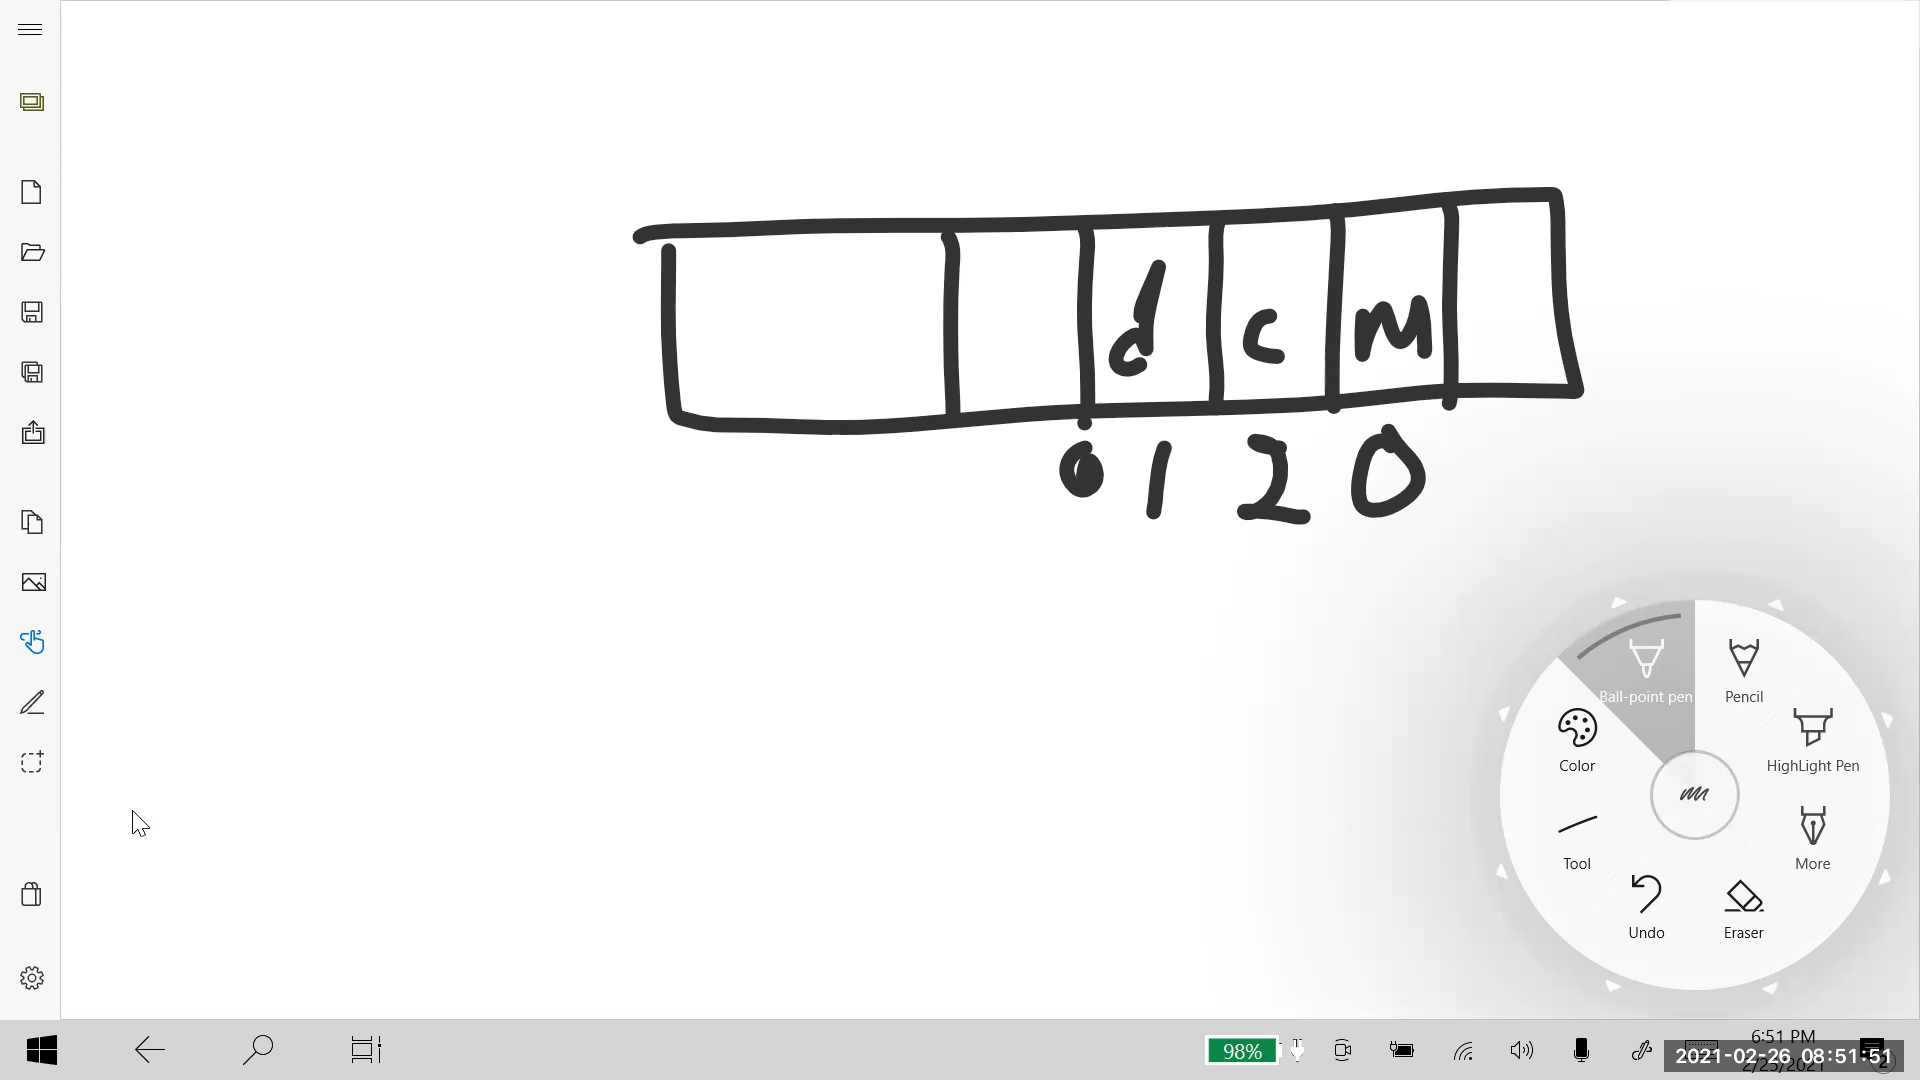 d c m
0 1 2 0
Ball-point pen
Pencil
Color
HighLight Pen
Tool
More
Undo
Eraser
98%
6:51 PM
2021-02-26 08:51:51